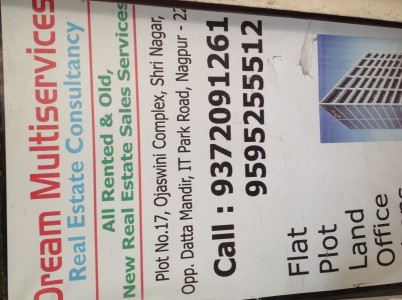 Dream Multiservices
Real Estate Consultancy
All Rented & Old,
New Real Estate Sales Services
Plot No.17, Ojaswini Complex, Shri Nagar,
Opp. Datta Mandir, IT Park Road, Nagpur - 22
Call : 9372091261
9595255512
Flat
Plot
Land
Office